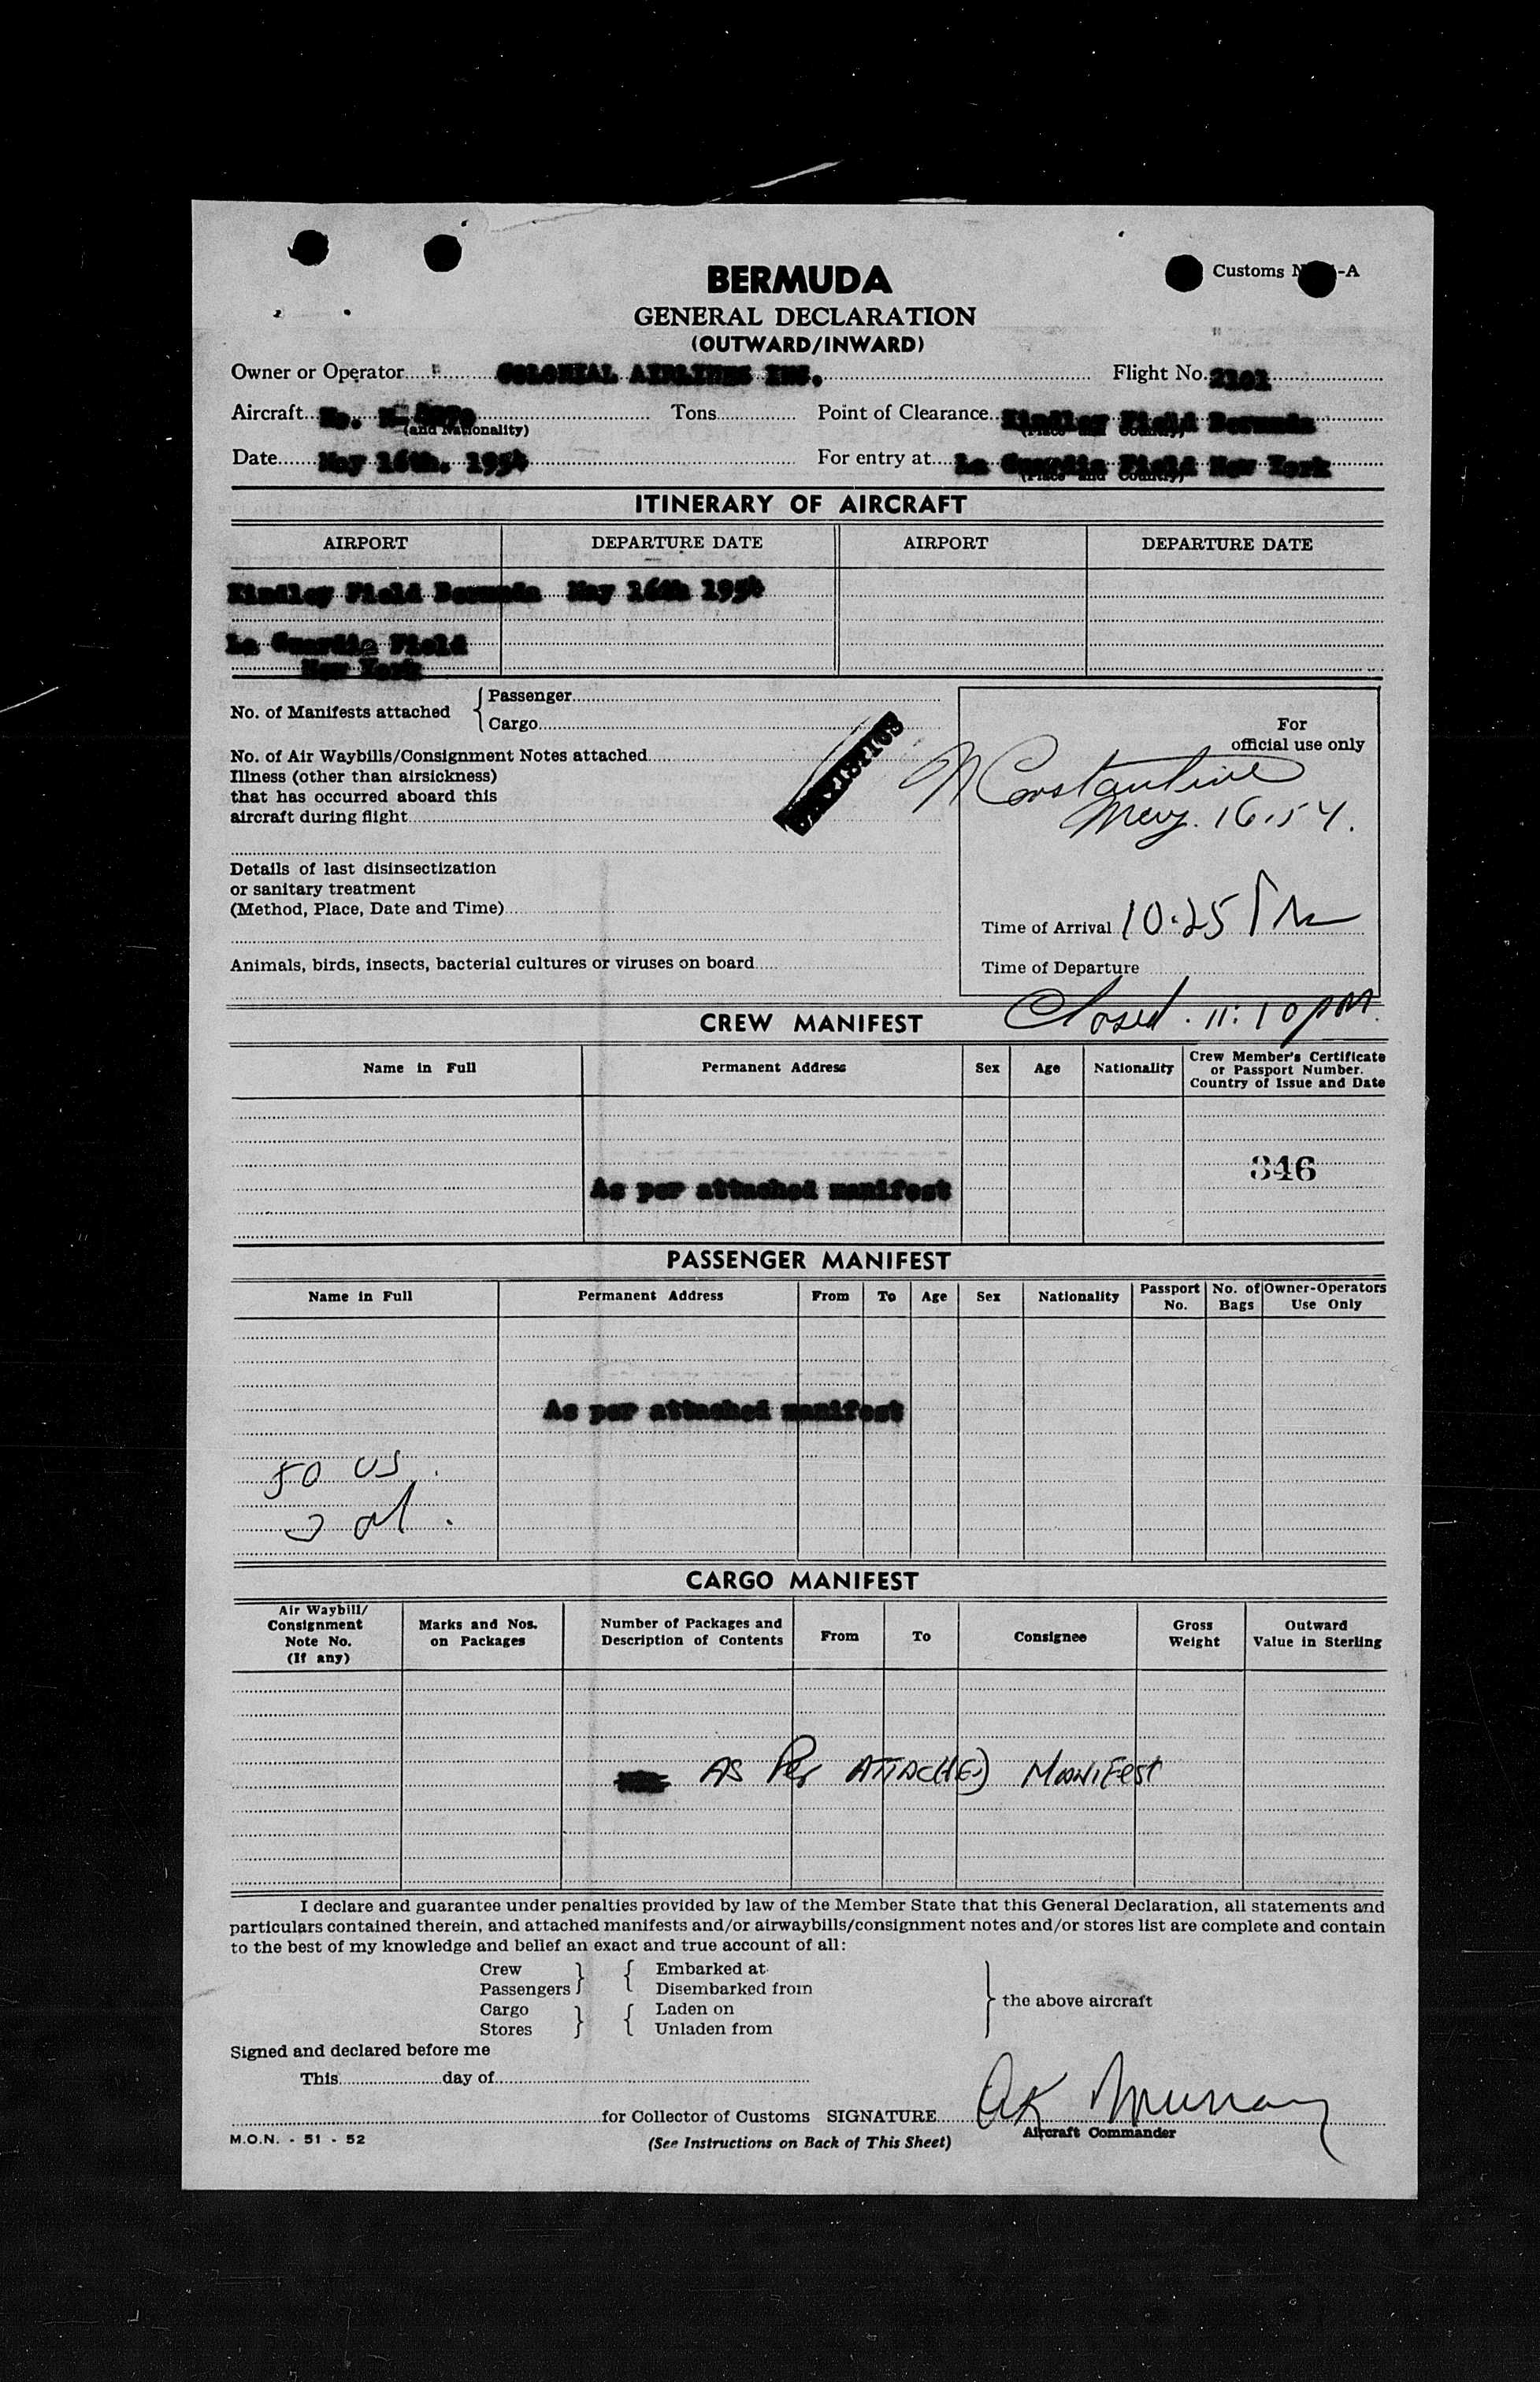 BERMUDA
Customs N -A
GENERAL DECLARATION
(OUTWARD/INWARD)
Owner or Operator COLONIAL AIRLINES INC. Flight No. 2101
Aircraft No. N (and Nationality) Tons Point of Clearance Kindley Field Bermuda (Place and Country)
Date May 16th. 1954 For entry at La Guardia Field New York (Place and Country)
ITINERARY OF AIRCRAFT
AIRPORT DEPARTURE DATE AIRPORT DEPARTURE DATE
Kindley Field Bermuda May 16th 1954
La Guardia Field
New York
No. of Manifests attached { Passenger
Cargo
For
official use only
No. of Air Waybills/Consignment Notes attached
Illness (other than airsickness)
that has occurred aboard this
aircraft during flight
Constantine
May. 16.54.
Details of last disinsectization
or sanitary treatment
(Method, Place, Date and Time)
Time of Arrival 10.25 PM
Animals, birds, insects, bacterial cultures or viruses on board
Time of Departure
Closed. 11:10 PM.
CREW MANIFEST
Name in Full Permanent Address Sex Age Nationality Crew Member's Certificate or Passport Number. Country of Issue and Date
346
As per attached manifest
PASSENGER MANIFEST
Name in Full Permanent Address From To Age Sex Nationality Passport No. No. of Bags Owner-Operators Use Only
As per attached manifest
50 US.
CARGO MANIFEST
Air Waybill/ Consignment Note No. (If any) Marks and Nos. on Packages Number of Packages and Description of Contents From To Consignee Gross Weight Outward Value in Sterling
AS Per ATTACHED MANIFEST
I declare and guarantee under penalties provided by law of the Member State that this General Declaration, all statements and
particulars contained therein, and attached manifests and/or airwaybills/consignment notes and/or stores list are complete and contain
to the best of my knowledge and belief an exact and true account of all:
Crew } { Embarked at
Passengers Disembarked from
} the above aircraft
Cargo } { Laden on
Stores Unladen from
Signed and declared before me
This day of
for Collector of Customs SIGNATURE AK Murray
Aircraft Commander
M.O.N. - 51 - 52
(See Instructions on Back of This Sheet)